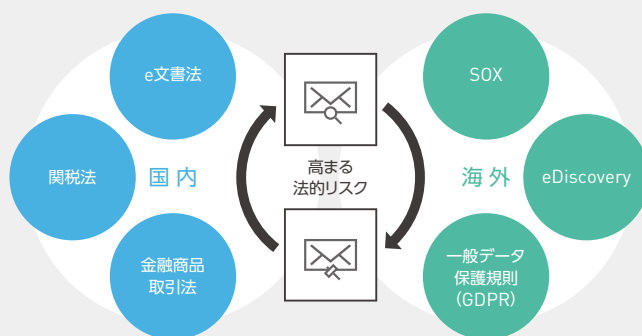 e文書法
関税法
国内
金融商品
取引法
高まる
法的リスク
SOX
海外
eDiscovery
一般データ
保護規則
（GDPR）